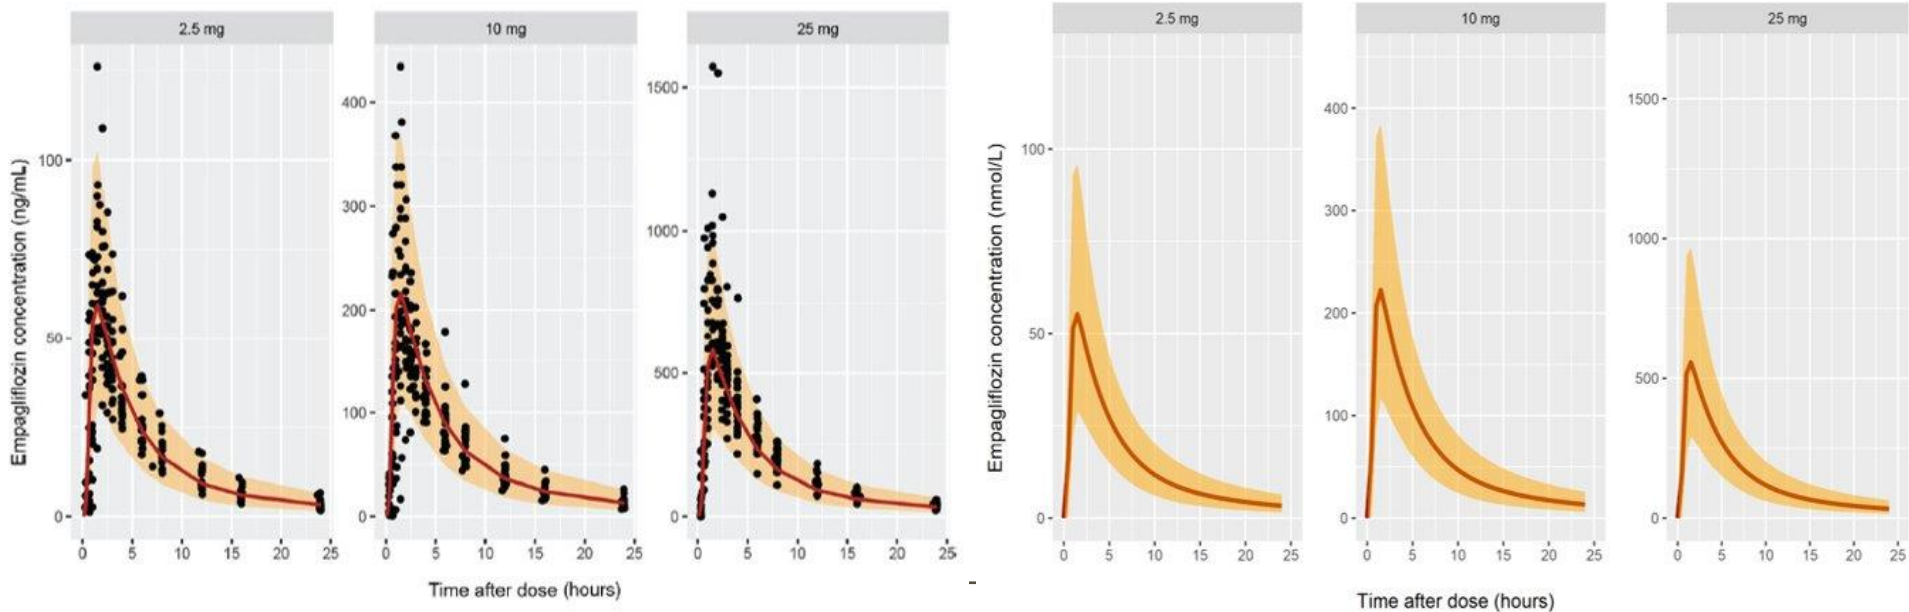 2.5 mg
10 mg
25 mg
Empagliflozin concentration (ng/mL)
100
50
0
400
300
200
100
0
1500
1000
500
0
0 5 10 15 20 25
0 5 10 15 20 25
0 5 10 15 20 25
Time after dose (hours)
2.5 mg
10 mg
25 mg
Empagliflozin concentration (nmol/L)
100
50
0
400
300
200
100
0
1500
1000
500
0
0 5 10 15 20 25
0 5 10 15 20 25
0 5 10 15 20 25
Time after dose (hours)